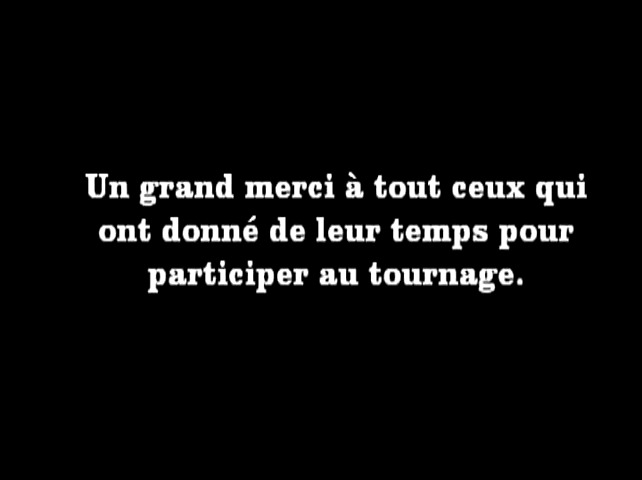 Un grand merci à tout ceux qui
ont donné de leur temps pour
participer au tournage.